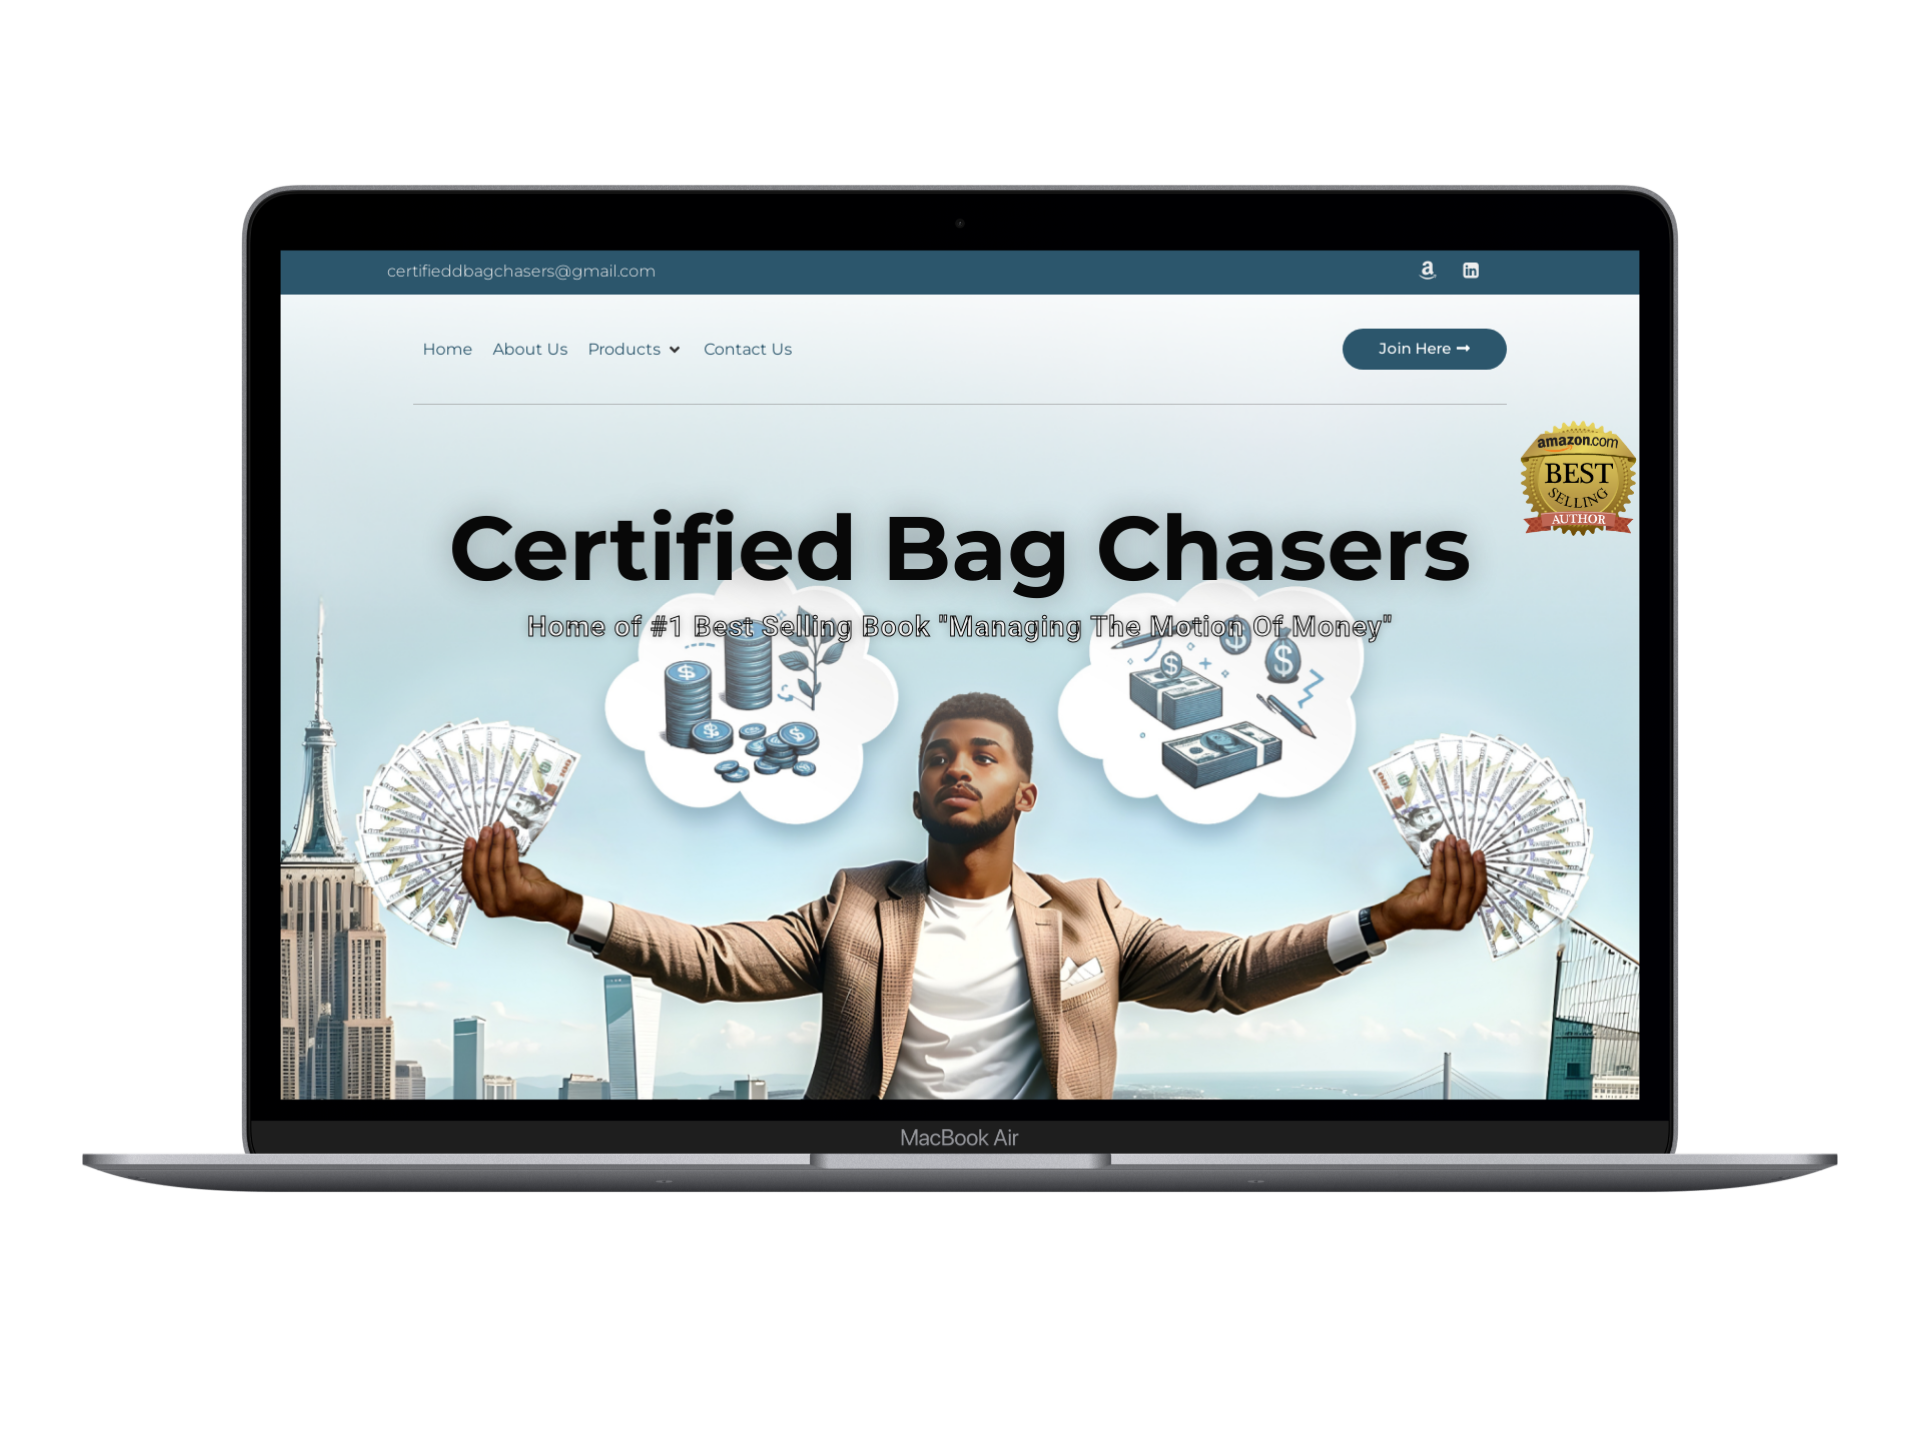 certifieddbagchasers@gmail.com
Home About Us Products Contact Us
Join Here
amazon.com
BEST
SELLING
AUTHOR
Certified Bag Chasers
Home of #1 Best Selling Book "Managing The Motion Of Money"
MacBook Air